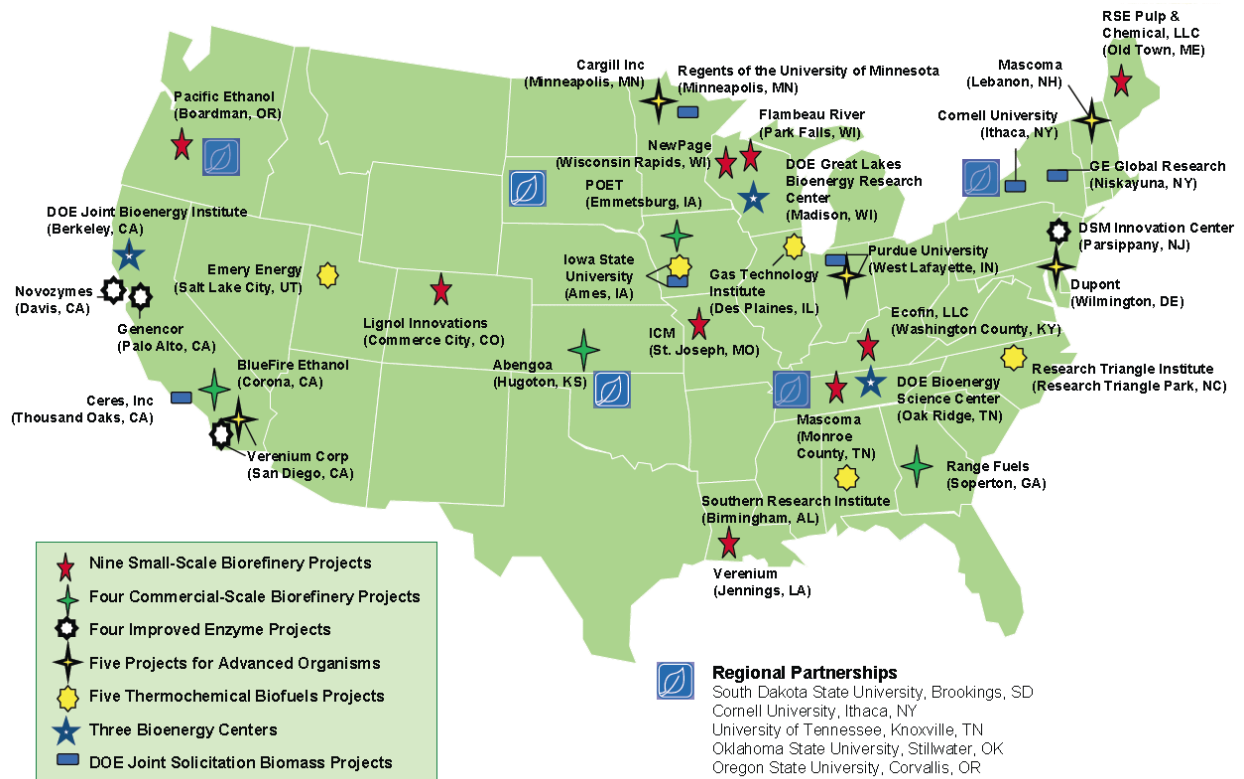 RSE Pulp &
Chemical, LLC
(Old Town, ME)
Cargill Inc
(Minneapolis, MN)
Regents of the University of Minnesota
(Minneapolis, MN)
Mascoma
(Lebanon, NH)
Pacific Ethanol
(Boardman, OR)
Flambeau River
(Park Falls, WI)
Cornell University
(Ithaca, NY)
NewPage
(Wisconsin Rapids, WI)
DOE Great Lakes
Bioenergy Research
Center
(Madison, WI)
GE Global Research
(Niskayuna, NY)
POET
(Emmetsburg, IA)
DOE Joint Bioenergy Institute
(Berkeley, CA)
DSM Innovation Center
(Parsippany, NJ)
Emery Energy
(Salt Lake City, UT)
Iowa State
University
(Ames, IA)
Gas Technology
Institute
(Des Plaines, IL)
Purdue University
(West Lafayette, IN)
Dupont
(Wilmington, DE)
Novozymes
(Davis, CA)
Genencor
(Palo Alto, CA)
Lignol Innovations
(Commerce City, CO)
ICM
(St. Joseph, MO)
Ecofin, LLC
(Washington County, KY)
BlueFire Ethanol
(Corona, CA)
Abengoa
(Hugoton, KS)
Research Triangle Institute
(Research Triangle Park, NC)
Ceres, Inc
(Thousand Oaks, CA)
DOE Bioenergy
Science Center
(Oak Ridge, TN)
Mascoma
(Monroe
County, TN)
Verenium Corp
(San Diego, CA)
Range Fuels
(Soperton, GA)
Southern Research Institute
(Birmingham, AL)
Verenium
(Jennings, LA)
Nine Small-Scale Biorefinery Projects
Four Commercial-Scale Biorefinery Projects
Four Improved Enzyme Projects
Five Projects for Advanced Organisms
Five Thermochemical Biofuels Projects
Three Bioenergy Centers
DOE Joint Solicitation Biomass Projects
Regional Partnerships
South Dakota State University, Brookings, SD
Cornell University, Ithaca, NY
University of Tennessee, Knoxville, TN
Oklahoma State University, Stillwater, OK
Oregon State University, Corvallis, OR